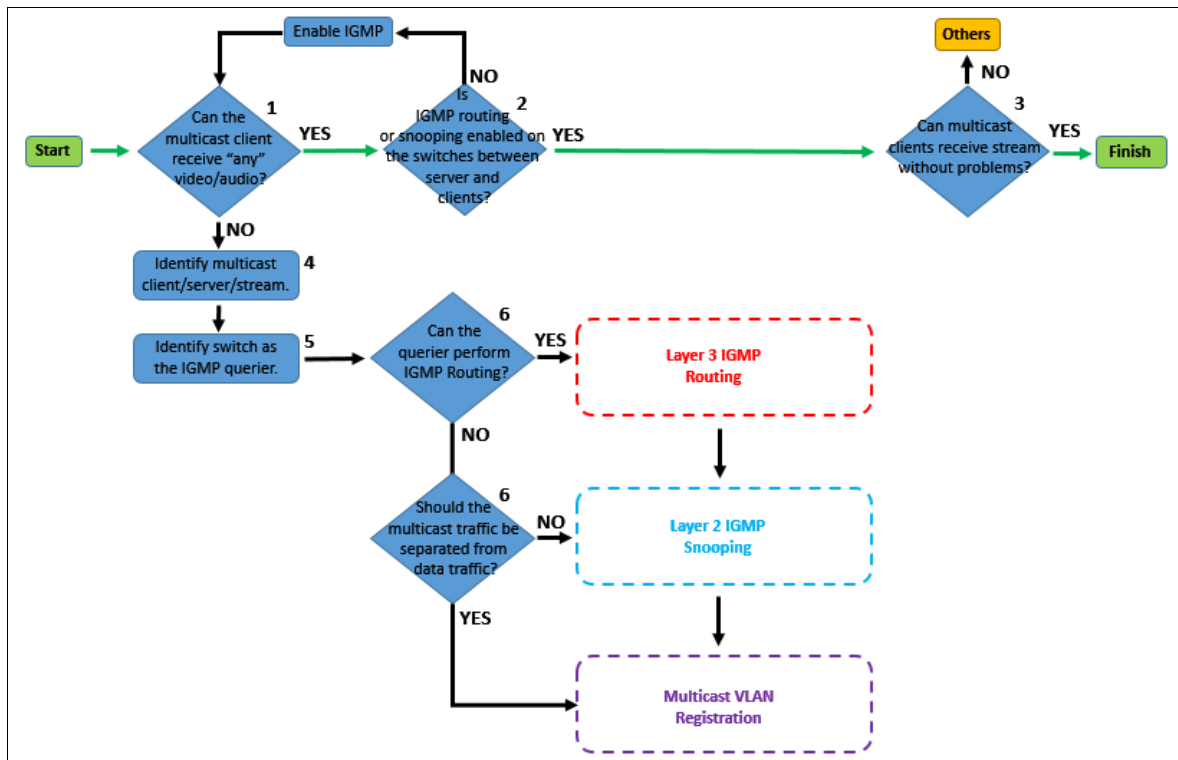 Enable IGMP
Others
NO
NO
1
Can the
multicast client
receive “any”
video/audio?
Is
2
IGMP routing
or snooping enabled on
the switches between
server and
clients?
3
Can multicast
clients receive stream
without problems?
Start
YES
YES
YES
Finish
NO
Identify multicast
client/server/stream.
4
Identify switch as
the IGMP querier.
5
6
Can the
querier perform
IGMP Routing?
YES
Layer 3 IGMP
Routing
NO
6
Should the
multicast traffic be
separated from
data traffic?
NO
Layer 2 IGMP
Snooping
YES
Multicast VLAN
Registration